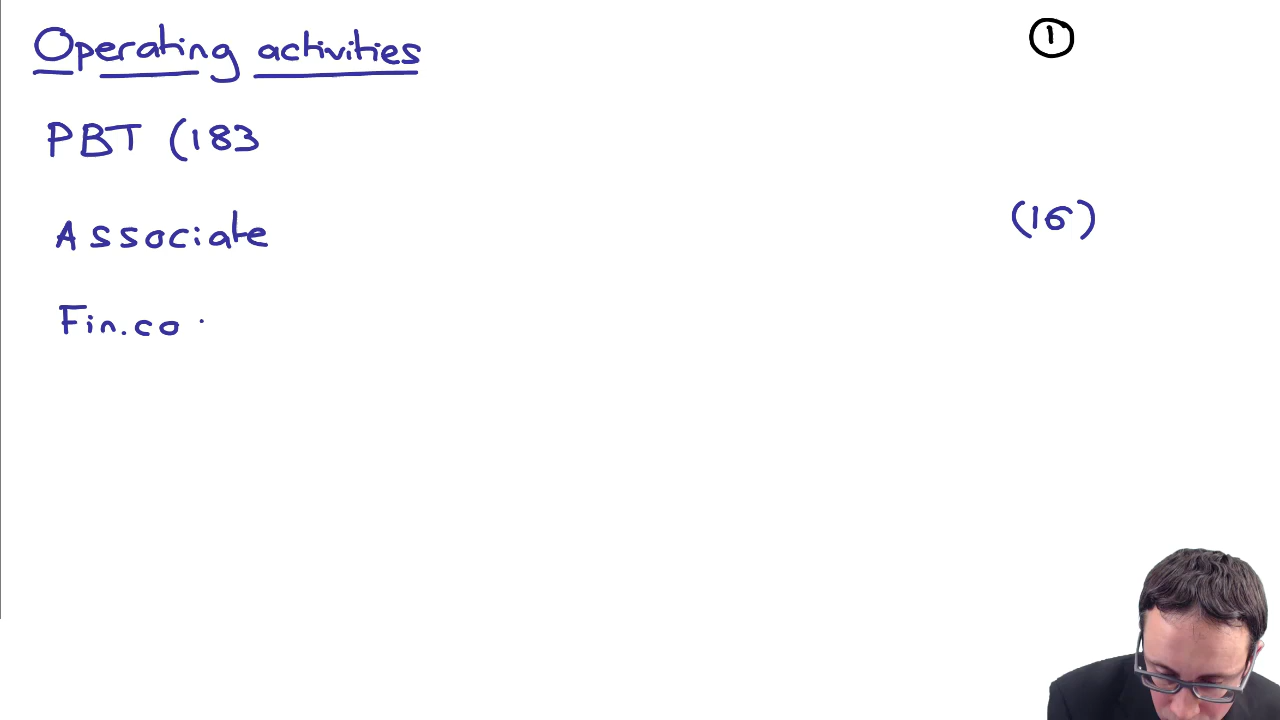 Operating activities ①
PBT (183
Associate (16)
Fin.co